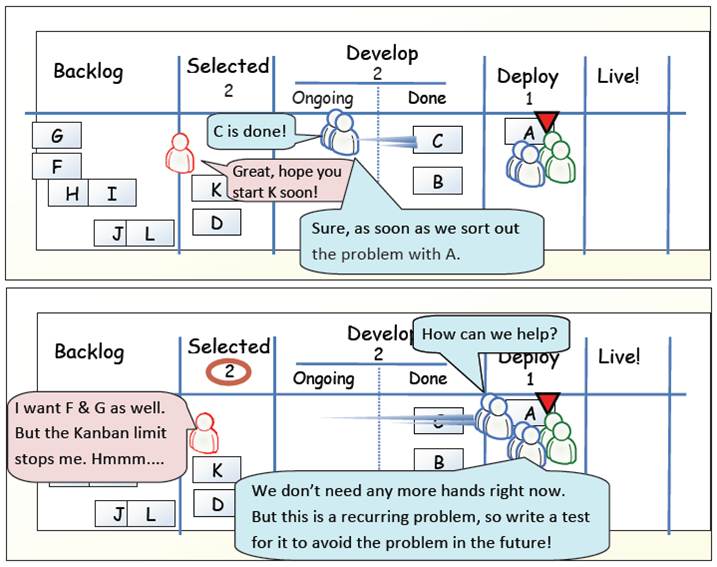 Backlog
Selected
2
Develop
2
Ongoing
Done
Deploy
1
Live!
G
F
H
I
J
L
K
D
C
B
A
C is done!
Great, hope you
start K soon!
Sure, as soon as we sort out
the problem with A.
Backlog
Selected
2
Develop
2
Ongoing
Done
Deploy
1
Live!
How can we help?
I want F & G as well.
But the Kanban limit
stops me. Hmmm....
J
L
K
D
C
B
A
We don't need any more hands right now.
But this is a recurring problem, so write a test
for it to avoid the problem in the future!